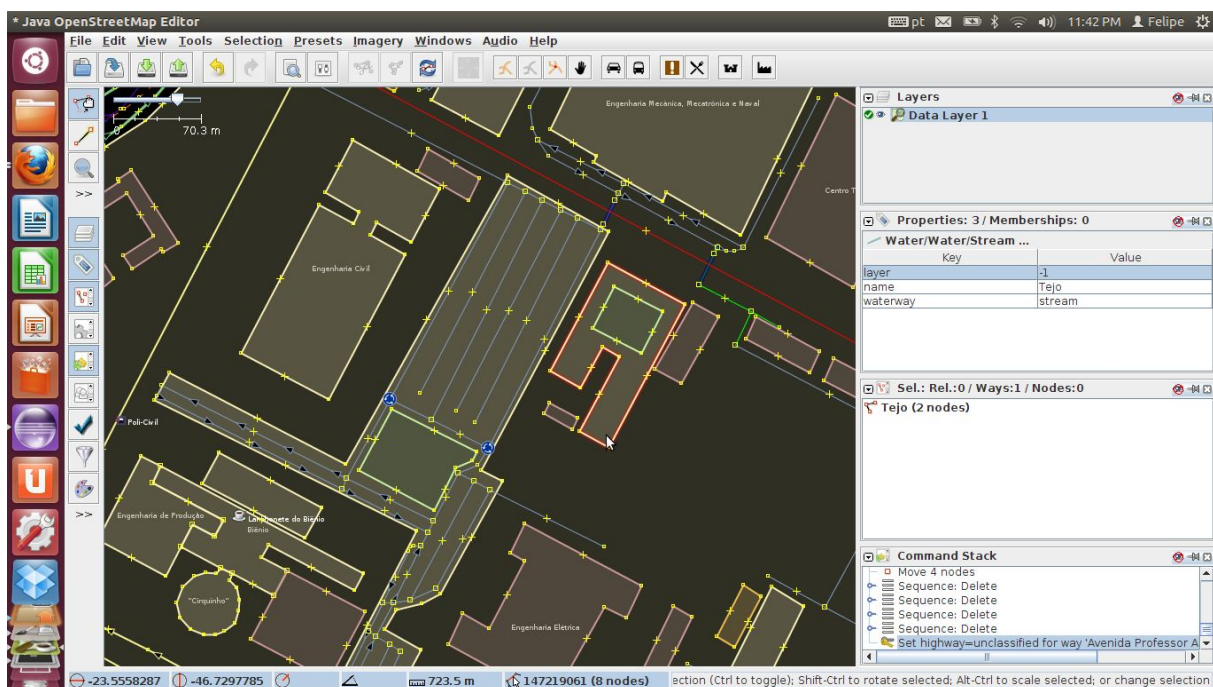 * Java OpenStreetMap Editor
pt
11:42 PM
Felipe
File Edit View Tools Selection Presets Imagery Windows Audio Help
0
70.3 m
Engenharia Mecânica, Mecatrônica e Naval
Centro T
Engenharia Civil
Poli-Civil
Engenharia de Produção
Lanchonete do Biênio
Biênio
"Cirquinho"
Engenharia Elétrica
>>
>>
Layers
Data Layer 1
Properties: 3 / Memberships: 0
Water/Water/Stream ...
Key Value
layer -1
name Tejo
waterway stream
Sel.: Rel.:0 / Ways:1 / Nodes:0
Tejo (2 nodes)
Command Stack
Move 4 nodes
Sequence: Delete
Sequence: Delete
Sequence: Delete
Sequence: Delete
Set highway=unclassified for way 'Avenida Professor A
-23.5558287 -46.7297785 723.5 m 147219061 (8 nodes) ection (Ctrl to toggle); Shift-Ctrl to rotate selected; Alt-Ctrl to scale selected; or change selection